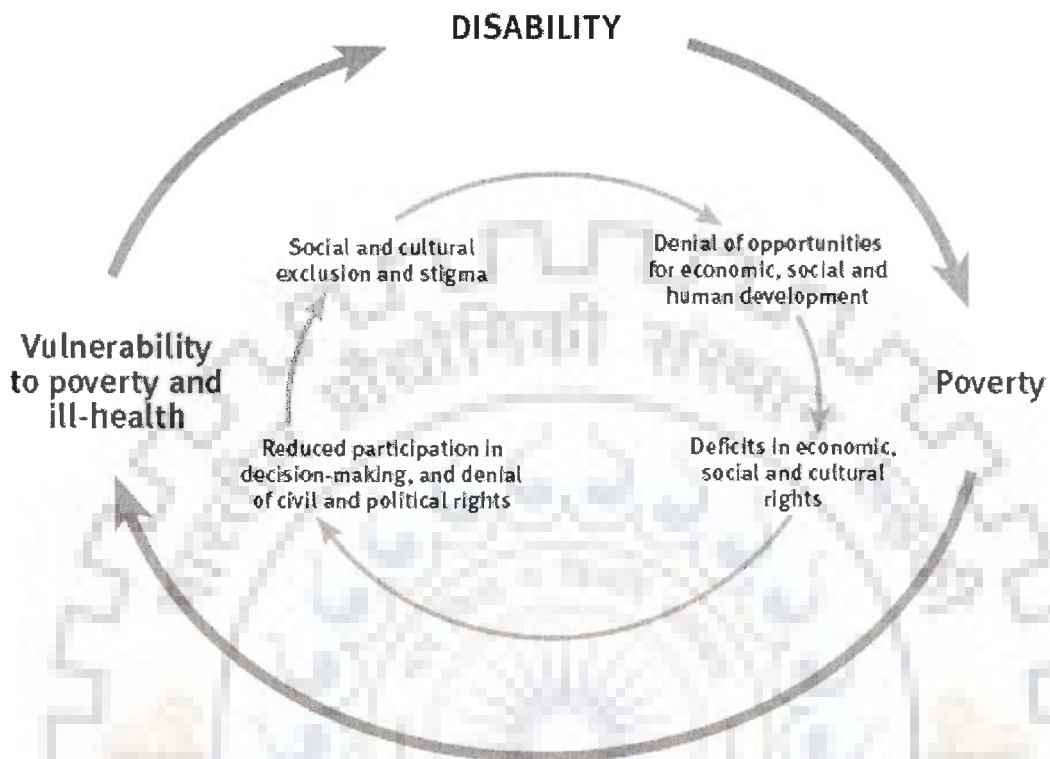 DISABILITY
Social and cultural
exclusion and stigma
Denial of opportunities
for economic, social and
human development
Vulnerability
to poverty and
ill-health
Poverty
Reduced participation in
decision-making, and denial
of civil and political rights
Deficits in economic,
social and cultural
rights